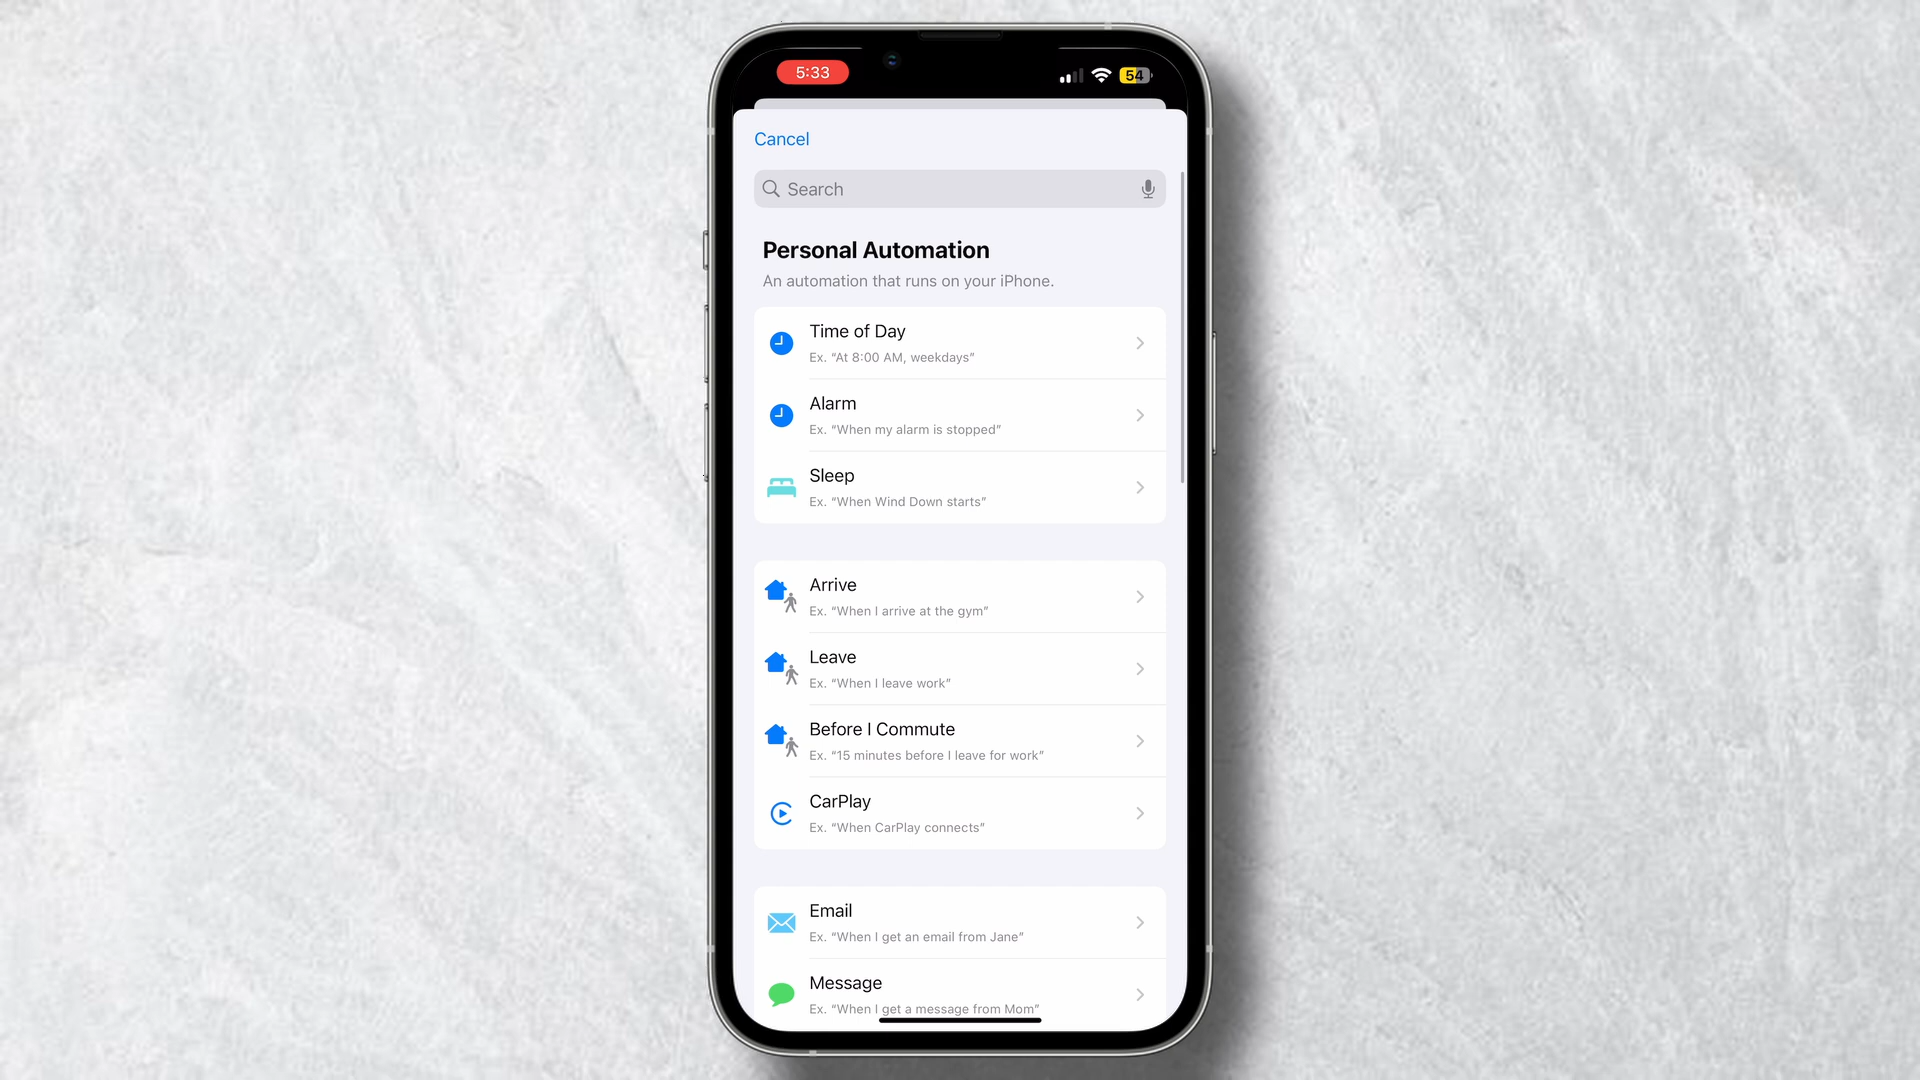 5:33
54
Cancel
Search
Personal Automation
An automation that runs on your iPhone.
Time of Day
Ex. “At 8:00 AM, weekdays”
Alarm
Ex. “When my alarm is stopped”
Sleep
Ex. “When Wind Down starts”
Arrive
Ex. “When I arrive at the gym”
Leave
Ex. “When I leave work”
Before I Commute
Ex. “15 minutes before I leave for work”
CarPlay
Ex. “When CarPlay connects”
Email
Ex. “When I get an email from Jane”
Message
Ex. “When I get a message from Mom”